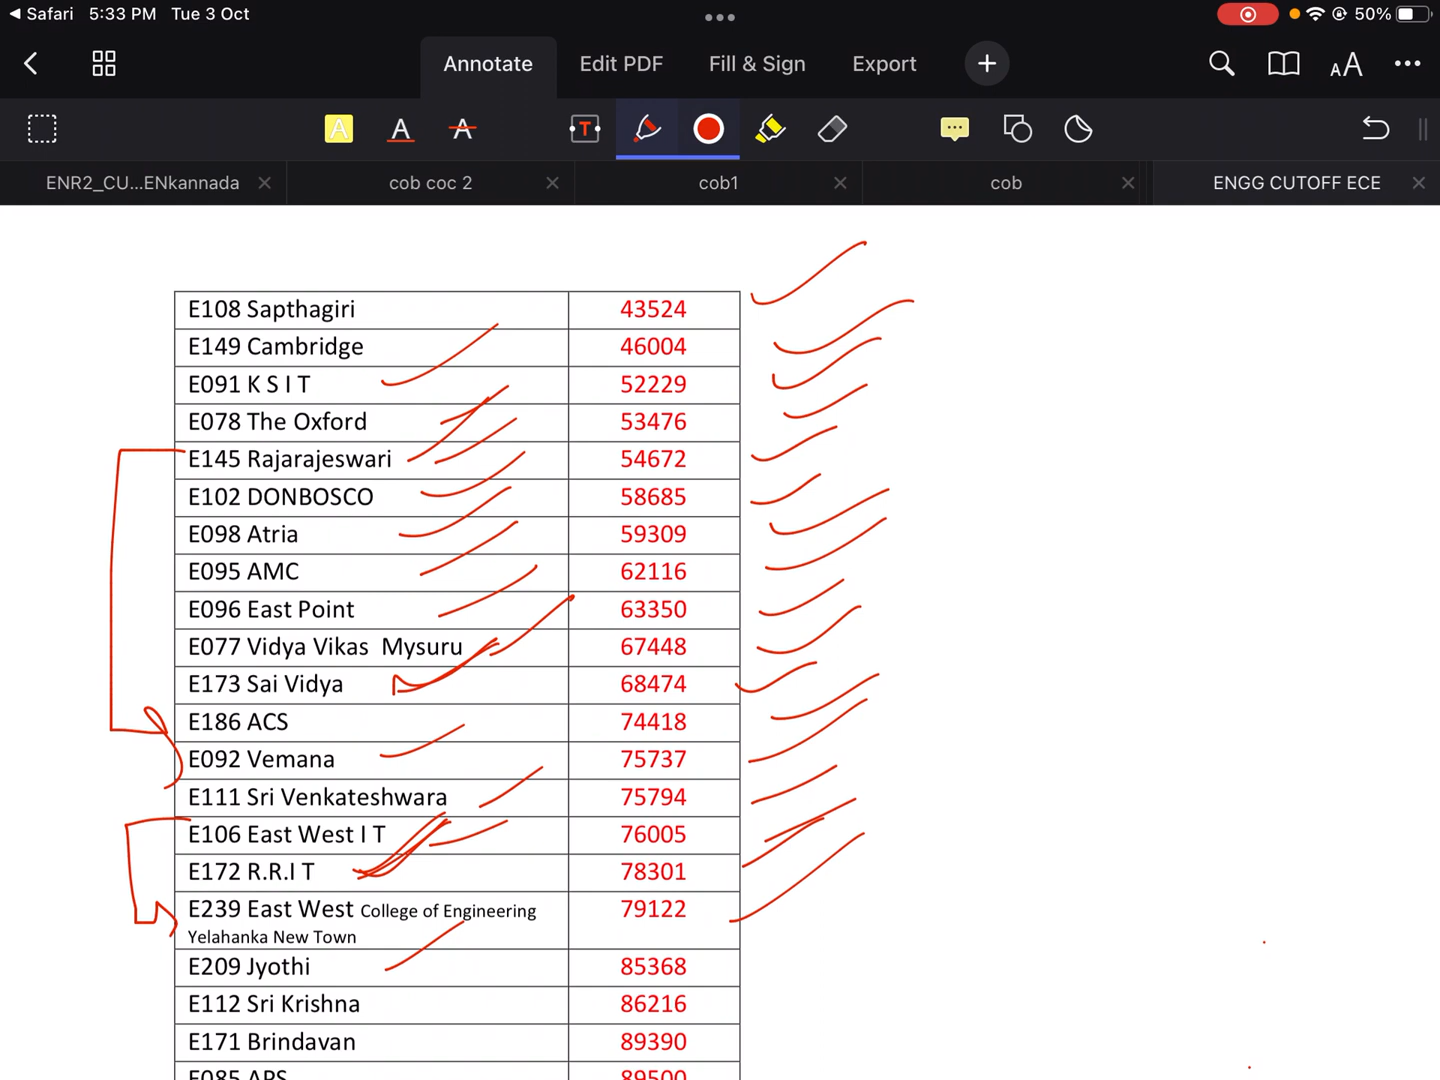 Safari 5:33 PM Tue 3 Oct 50%
Annotate Edit PDF Fill & Sign Export
A A A T AA
ENR2_CU...ENkannada cob coc 2 cob1 cob ENGG CUTOFF ECE
E108 Sapthagiri 43524
E149 Cambridge 46004
E091 K S I T 52229
E078 The Oxford 53476
E145 Rajarajeswari 54672
E102 DONBOSCO 58685
E098 Atria 59309
E095 AMC 62116
E096 East Point 63350
E077 Vidya Vikas Mysuru 67448
E173 Sai Vidya 68474
E186 ACS 74418
E092 Vemana 75737
E111 Sri Venkateshwara 75794
E106 East West I T 76005
E172 R.R.I T 78301
E239 East West College of Engineering 79122
Yelahanka New Town
E209 Jyothi 85368
E112 Sri Krishna 86216
E171 Brindavan 89390
E085 APS 89500